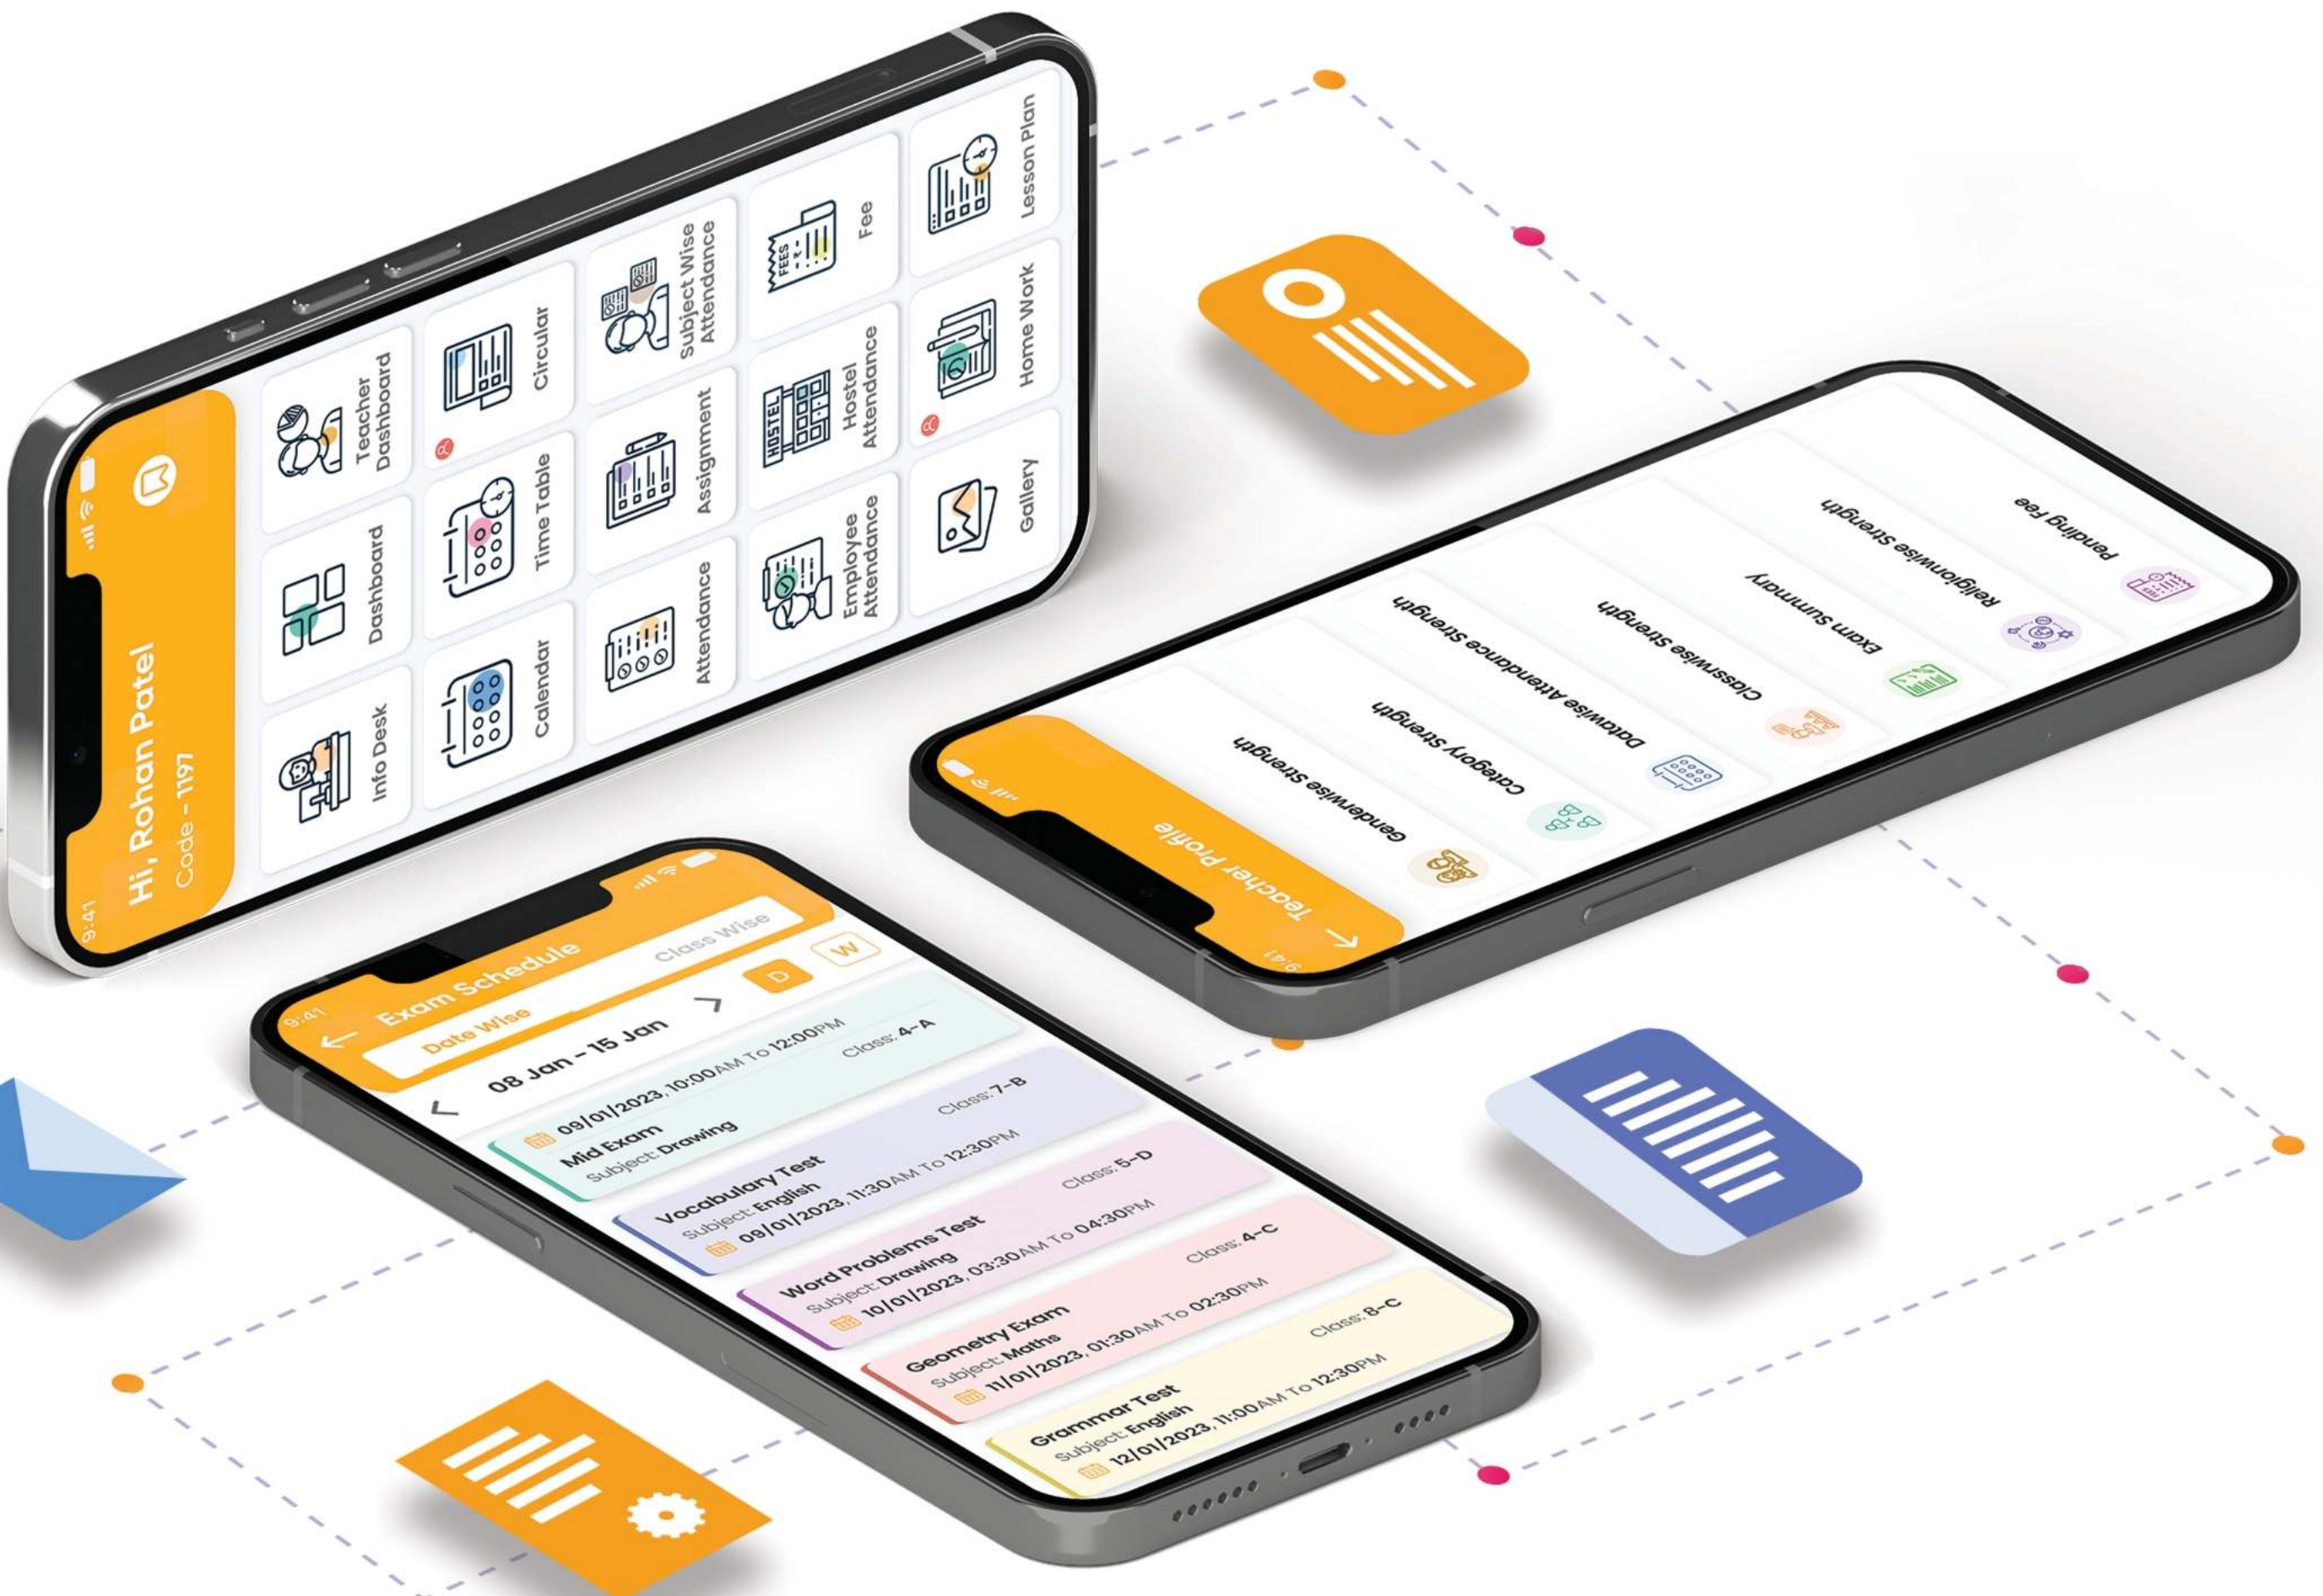 9:41
Hi, Rohan Patel
Code - 1197
Info Desk
Dashboard
Teacher
Dashboard
Calendar
Time Table
Circular
Attendance
Assignment
Subject Wise
Attendance
Employee
Attendance
HOSTEL
Hostel
Attendance
FEES
Fee
Gallery
Home Work
Lesson Plan
9:41
Teacher Profile
Genderwise Strength
Category Strength
Datawise Attendance Strength
Classrwise Strength
Exam Summary
Religionwise Strength
FEES
Pending Fee
9:41
Exam Schedule
Date Wise
Class Wise
08 Jan - 15 Jan
D
W
09/01/2023, 10:00AM To 12:00PM
Mid Exam
Class: 4-A
Subject: Drawing
Vocabulary Test
Class: 7-B
Subject: English
09/01/2023, 11:30AM To 12:30PM
Word Problems Test
Class: 5-D
Subject: Drawing
10/01/2023, 03:30AM To 04:30PM
Geometry Exam
Class: 4-C
Subject: Maths
11/01/2023, 01:30AM To 02:30PM
Grammar Test
Class: 8-C
Subject: English
12/01/2023, 11:00AM To 12:30PM